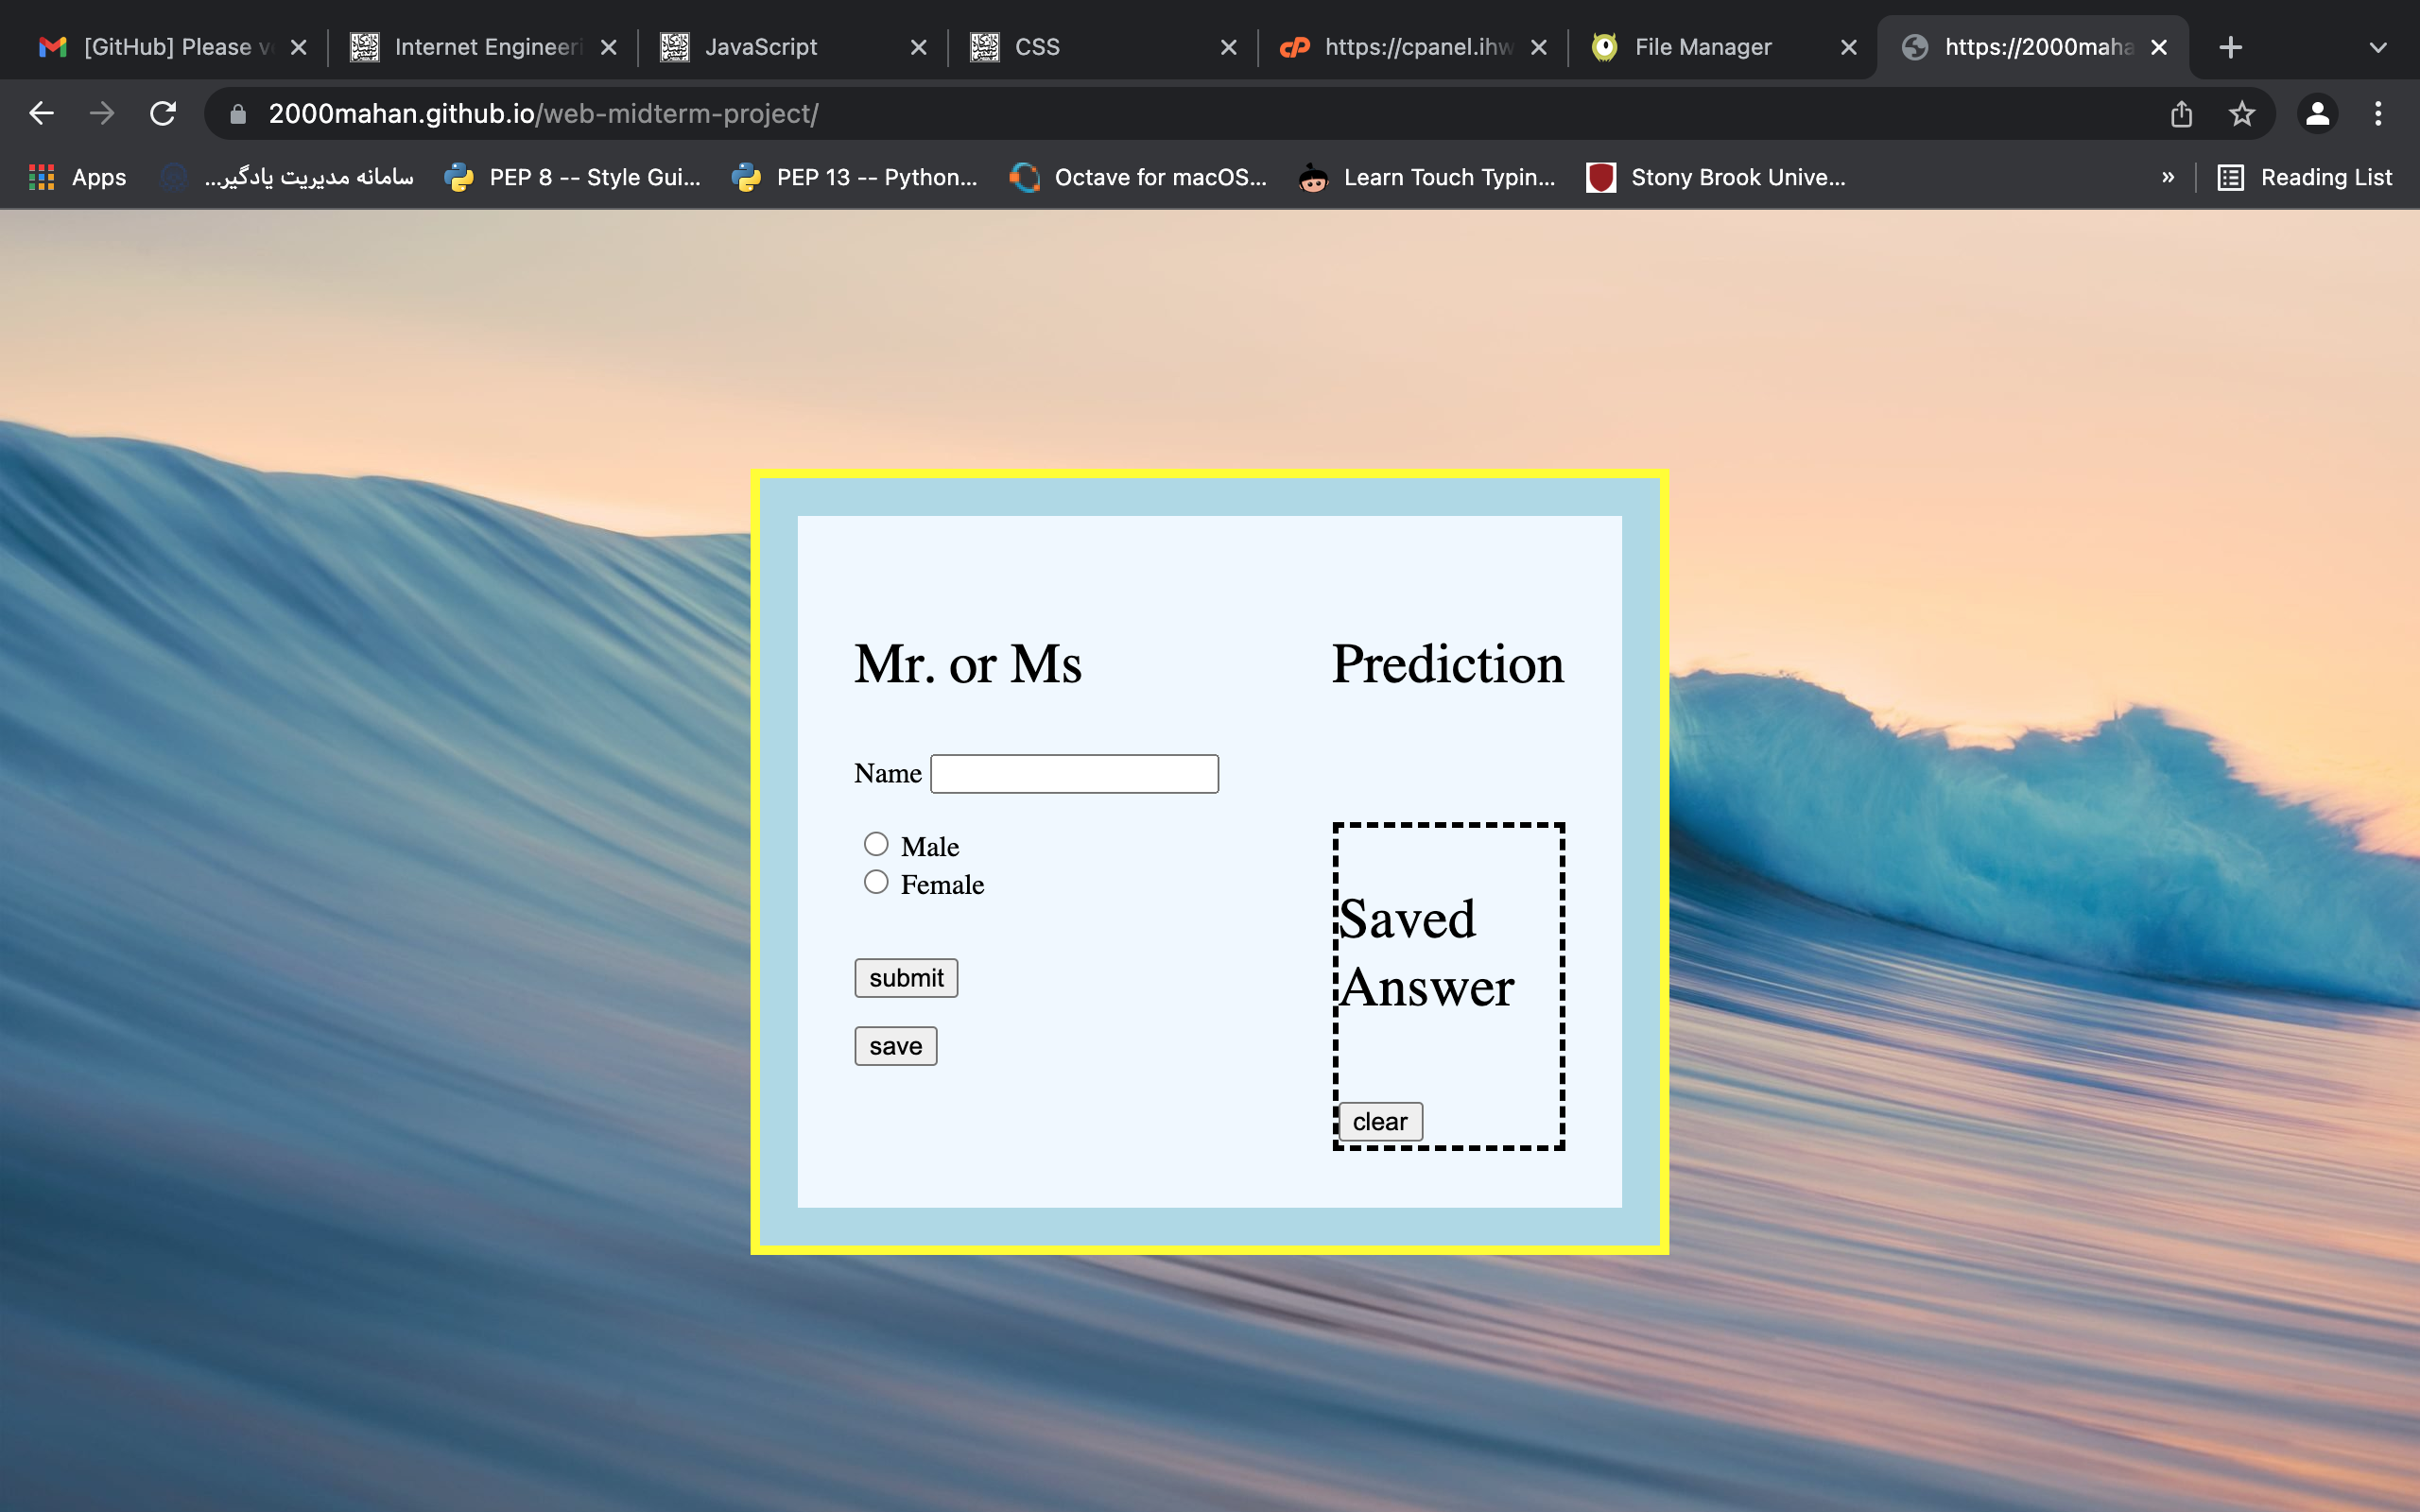 [GitHub] Please v
Internet Engineeri
JavaScript
CSS
https://cpanel.ihw
File Manager
https://2000maha
2000mahan.github.io/web-midterm-project/
Apps
سامانه مدیریت یادگیر...
PEP 8 -- Style Gui...
PEP 13 -- Python...
Octave for macOS...
Learn Touch Typin...
Stony Brook Unive...
»
Reading List
Mr. or Ms
Name
Male
Female
submit
save
Prediction
Saved
Answer
clear